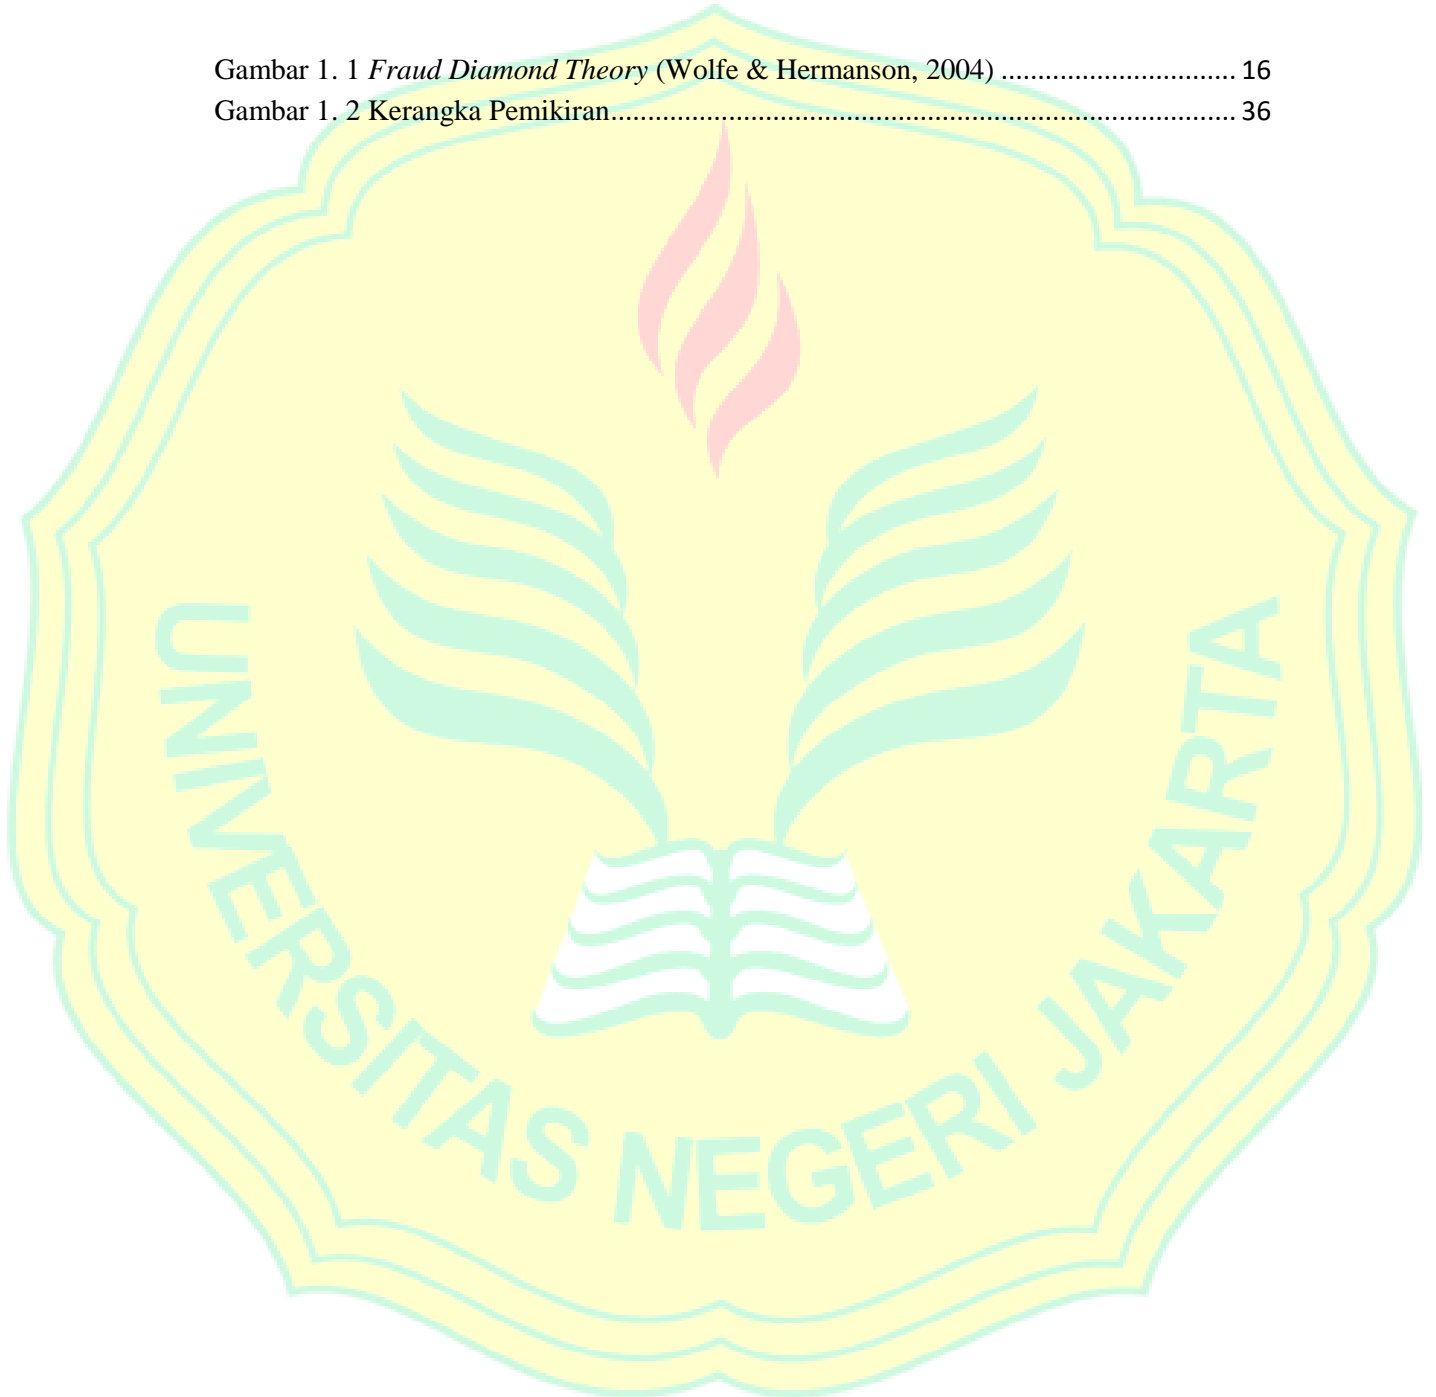 Gambar 1. 1 Fraud Diamond Theory (Wolfe & Hermanson, 2004) ............................... 16
Gambar 1. 2 Kerangka Pemikiran................................................................................... 36
UNIVERSITAS NEGERI JAKARTA